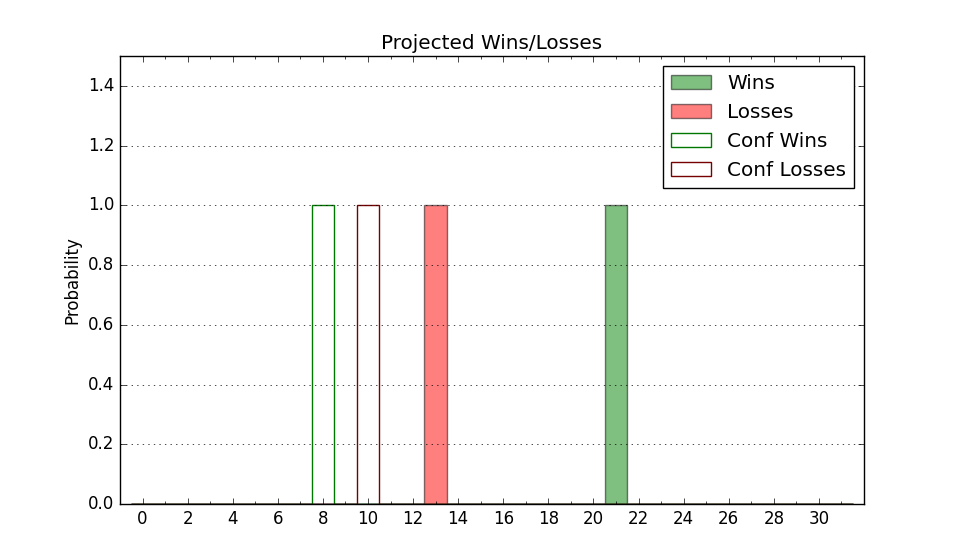 Projected Wins/Losses
Wins
Losses
Conf Wins
Conf Losses
Probability
1.4
1.2
1.0
0.8
0.6
0.4
0.2
0.0
0 2 4 6 8 10 12 14 16 18 20 22 24 26 28 30